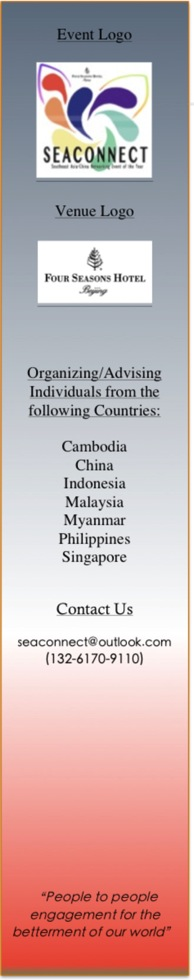 Event Logo
SEACONNECT
Southeast Asia-China Networking Event of the Year
Venue Logo
FOUR SEASONS HOTEL
Beijing
Organizing/Advising
Individuals from the
following Countries:
Cambodia
China
Indonesia
Malaysia
Myanmar
Philippines
Singapore
Contact Us
seaconnect@outlook.com
(132-6170-9110)
“People to people
engagement for the
betterment of our world”